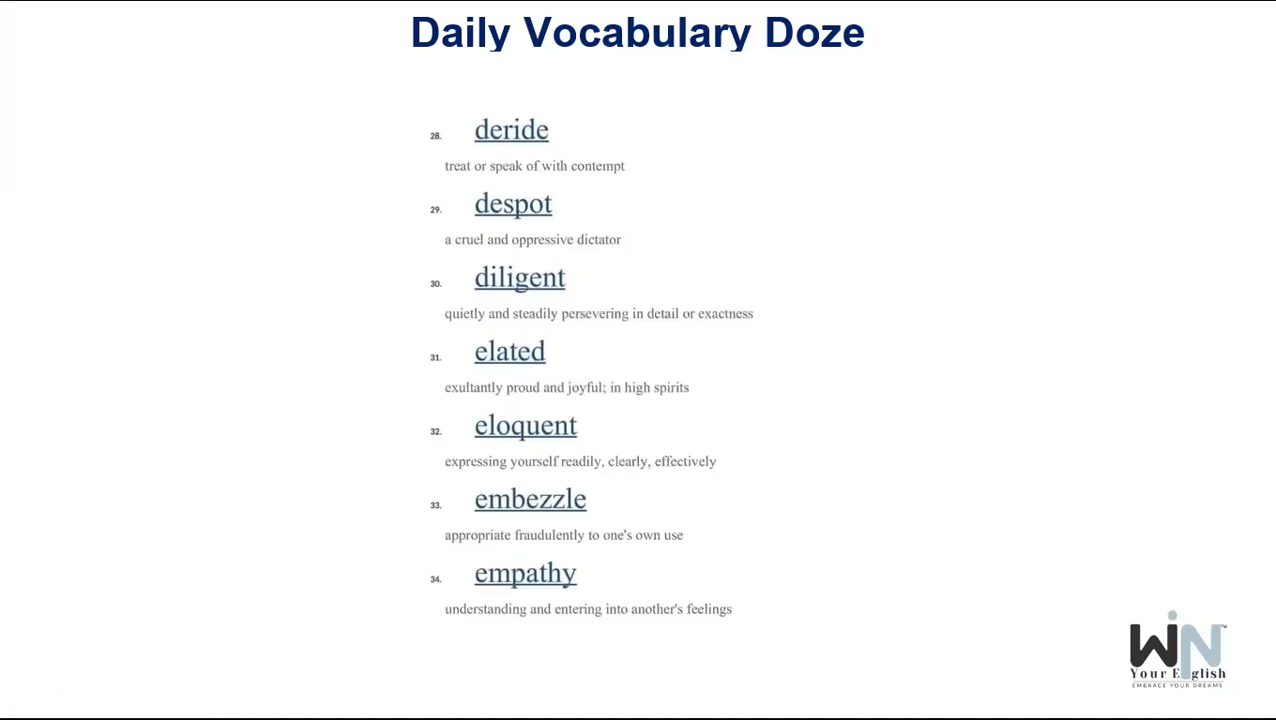 Daily Vocabulary Doze
28. deride
treat or speak of with contempt
29. despot
a cruel and oppressive dictator
30. diligent
quietly and steadily persevering in detail or exactness
31. elated
exultantly proud and joyful; in high spirits
32. eloquent
expressing yourself readily, clearly, effectively
33. embezzle
appropriate fraudulently to one's own use
34. empathy
understanding and entering into another's feelings
WiN™
Your English
EMBRACE YOUR DREAMS